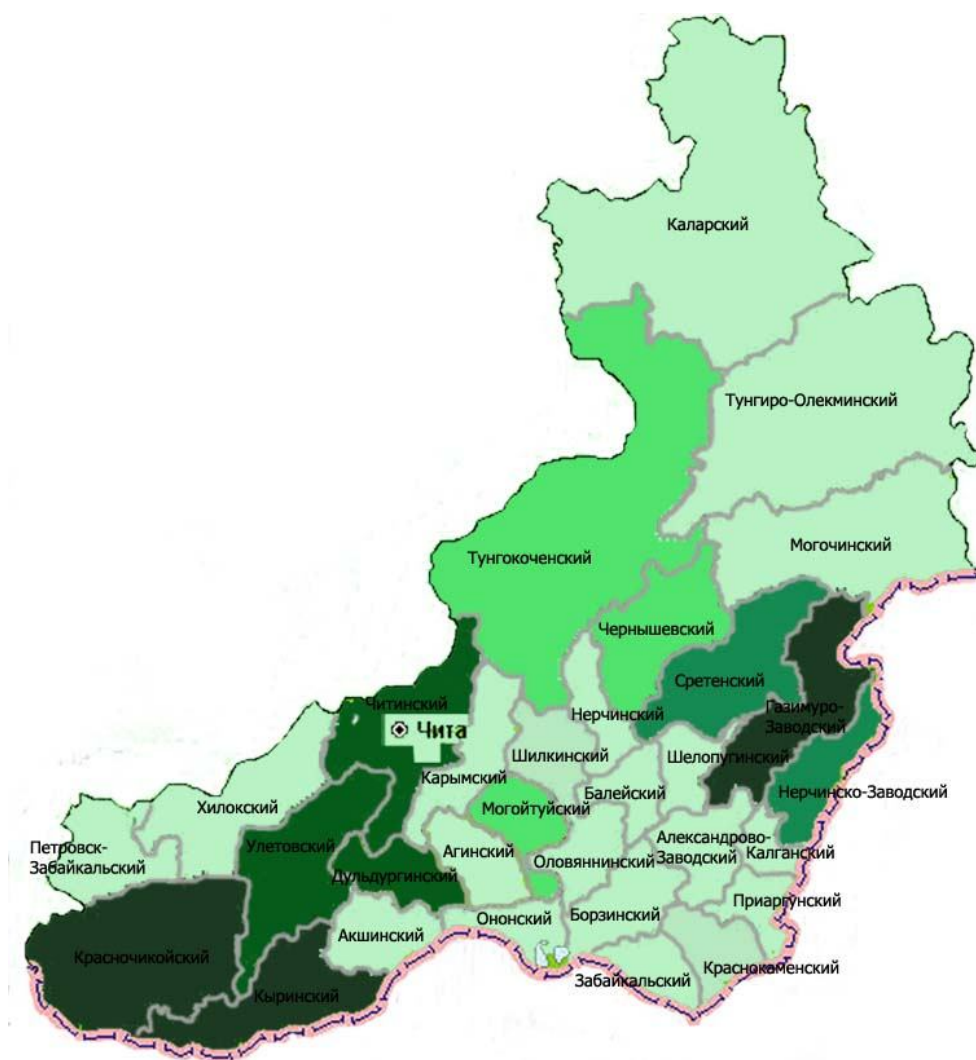 Каларский
Тунгиро-Олекминский
Могочинский
Тунгокоченский
Чернышевский
Сретенский
Читинский
Чита
Нерчинский
Газимуро-
Заводский
Шилкинский
Шелопугинский
Карымский
Балейский
Нерчинско-Заводский
Хилокский
Могойтуйский
Петровск-
Забайкальский
Улетовский
Александрово-
Заводский
Агинский
Оловяннинский
Калганский
Дульдургинский
Приаргунский
Ононский
Борзинский
Акшинский
Красночикойский
Краснокаменский
Забайкальский
Кыринский